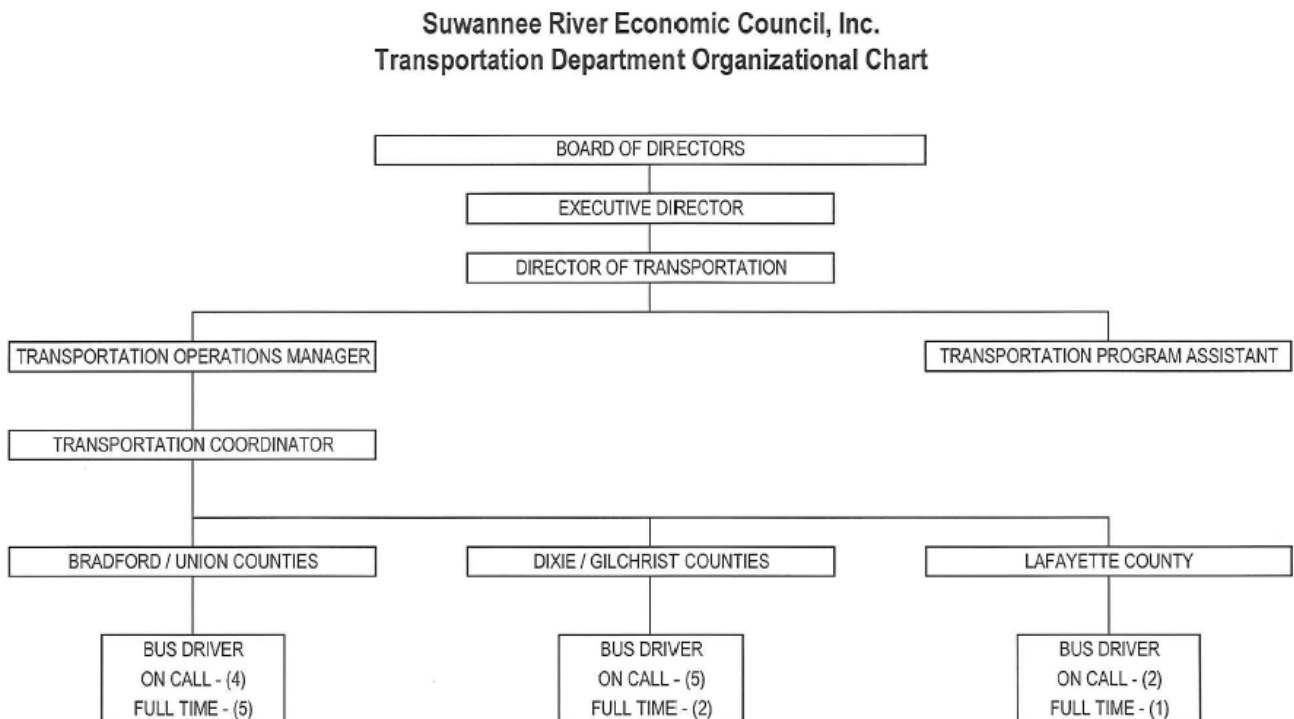 Suwannee River Economic Council, Inc.
Transportation Department Organizational Chart
BOARD OF DIRECTORS
EXECUTIVE DIRECTOR
DIRECTOR OF TRANSPORTATION
TRANSPORTATION OPERATIONS MANAGER
TRANSPORTATION PROGRAM ASSISTANT
TRANSPORTATION COORDINATOR
BRADFORD / UNION COUNTIES
DIXIE / GILCHRIST COUNTIES
LAFAYETTE COUNTY
BUS DRIVER
ON CALL - (4)
FULL TIME - (5)
BUS DRIVER
ON CALL - (5)
FULL TIME - (2)
BUS DRIVER
ON CALL - (2)
FULL TIME - (1)